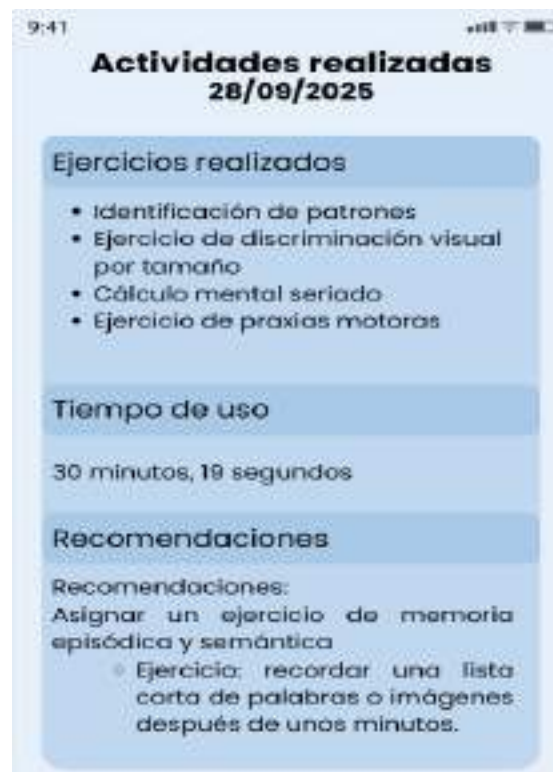 9:41
Actividades realizadas
28/09/2025
Ejercicios realizados
• Identificación de patrones
• Ejercicio de discriminación visual
por tamaño
• Cálculo mental seriado
• Ejercicio de praxias motoras
Tiempo de uso
30 minutos, 19 segundos
Recomendaciones
Recomendaciones:
Asignar un ejercicio de memoria
episódica y semántica
○ Ejercicio: recordar una lista
corta de palabras o imágenes
después de unos minutos.